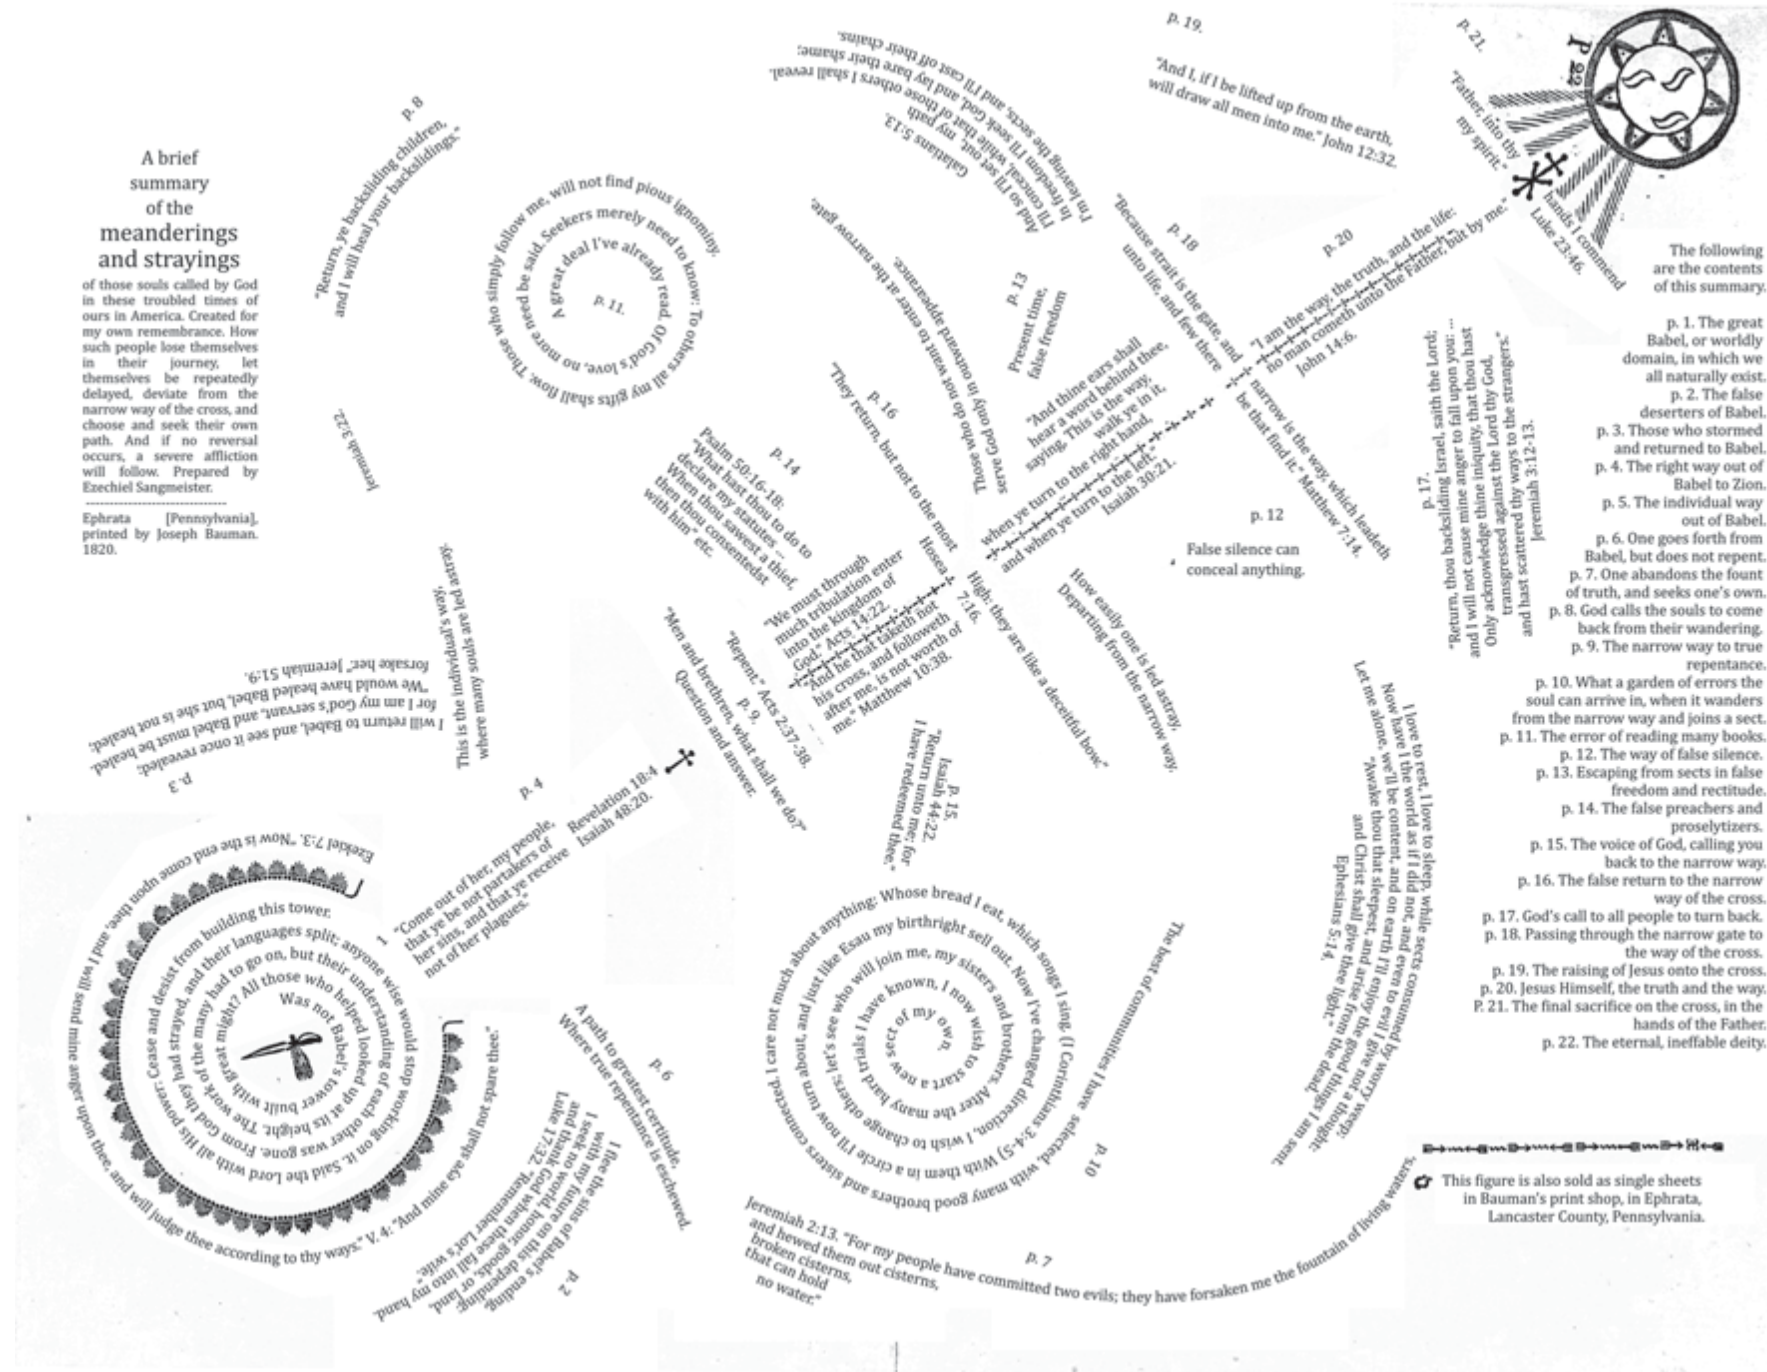 A brief
summary
of the
meanderings
and strayings
of those souls called by God
in these troubled times of
ours in America. Created for
my own remembrance. How
such people lose themselves
in their journey, let
themselves be repeatedly
delayed, deviate from the
narrow way of the cross, and
choose and seek their own
path. And if no reversal
occurs, a severe affliction
will follow. Prepared by
Ezechiel Sangmeister.
Ephrata [Pennsylvania],
printed by Joseph Bauman.
1820.
p. 8
"Return, ye backsliding children,
and I will heal your backslidings."
Jeremiah 3:22.
Those who simply follow me, will not find pious ignominy.
To others all my gifts shall flow,
no more need be said. Seekers merely need to know:
Of God's love,
A great deal I've already read.
p. 11.
I'm leaving the sects, and I'll cast off their chains.
In freedom I'll seek God, and lay bare their shame;
I'll conceal, while that of those others I shall reveal.
And so I'll set out, my path
Galatians 5:13.
p. 19.
"And I, if I be lifted up from the earth,
will draw all men into me." John 12:32.
p. 21.
"Father, into thy
hands I commend
my spirit."
Luke 23:46.
p 22
p. 20
"I am the way, the truth, and the life:
no man cometh unto the Father, but by me."
John 14:6.
p. 18
"Because strait is the gate, and
narrow is the way, which leadeth
unto life, and few there
be that find it." Matthew 7:14.
Those who do not want to enter at the narrow gate,
serve God only in outward appearance.
p. 13
Present time,
false freedom
"And thine ears shall
hear a word behind thee,
saying, This is the way,
walk ye in it,
when ye turn to the right hand,
and when ye turn to the left."
Isaiah 30:21.
p. 16
"They return, but not to the most
High: they are like a deceitful bow."
Hosea 7:16.
p. 14
Psalm 50:16-18:
"What hast thou to do to
declare my statutes ...
When thou sawest a thief,
then thou consentedst
with him" etc.
p. 12
False silence can
conceal anything.
How easily one is led astray,
Departing from the narrow way.
"We must through
much tribulation enter
into the kingdom of
God." Acts 14:22.
"And he that taketh not
his cross, and followeth
after me, is not worth of
me." Matthew 10:38.
"Men and brethren, what shall we do?"
Question and answer.
p. 9.
"Repent." Acts 2:37-38.
This is the individual's way,
where many souls are led astray.
p. 3
I will return to Babel, and see it once revealed;
for I am my God's servant, and Babel must be healed.
"We would have healed Babel, but she is not healed;
forsake her." Jeremiah 51:9.
p. 4
"Come out of her, my people,
that ye be not partakers of
her sins, and that ye receive
not of her plagues."
Revelation 18:4
Isaiah 48:20.
1
Ezekiel 7:3. "Now is the end come upon thee, and I will send mine anger upon thee, and will judge thee according to thy ways." V. 4: "And mine eye shall not spare thee."
Was not Babel's tower built with great might? All those who helped looked up at its height.
The work of the many had to go on, but their understanding of each other was gone.
From God they had strayed, and their languages split; anyone wise would stop working on it.
Said the Lord with all His power: Cease and desist from building this tower.
p. 6
A path to greatest certitude,
Where true repentance is eschewed.
p. 2
I flee the sins of Babel's ending,
with my future on this depending;
I seek no world, honor, goods, or land,
and thank God when these fall into my hand.
Luke 17:32. "Remember Lot's wife."
p. 15.
Isaiah 44:22.
"Return unto me; for
I have redeemed thee."
p. 10
The best of communities I have selected, with many good brothers and sisters connected.
I care not much about anything: Whose bread I eat, which songs I sing. (1 Corinthians 3:4-5)
With them in a circle I'll now turn about, and just like Esau my birthright sell out.
Now I've changed direction, I wish to change others; let's see who will join me, my sisters and brothers.
After the many hard trials I have known, I now wish to start a new sect of my own.
p. 7
Jeremiah 2:13. "For my people have committed two evils; they have forsaken me the fountain of living waters,
and hewed them out cisterns,
broken cisterns,
that can hold
no water."
I love to rest, I love to sleep, while sects consumed by worry weep;
Now have I the world as if I did not, and even to evil I give not a thought;
Let me alone, we'll be content, and on earth I'll enjoy the good things I am sent.
"Awake thou that sleepest, and arise from the dead,
and Christ shall give thee light."
Ephesians 5:14.
p. 17.
"Return, thou backsliding Israel, saith the Lord;
and I will not cause mine anger to fall upon you: ...
Only acknowledge thine iniquity, that thou hast
transgressed against the Lord thy God,
and hast scattered thy ways to the strangers."
Jeremiah 3:12-13.
The following
are the contents
of this summary.
p. 1. The great
Babel, or worldly
domain, in which we
all naturally exist.
p. 2. The false
deserters of Babel.
p. 3. Those who stormed
and returned to Babel.
p. 4. The right way out of
Babel to Zion.
p. 5. The individual way
out of Babel.
p. 6. One goes forth from
Babel, but does not repent.
p. 7. One abandons the fount
of truth, and seeks one's own.
p. 8. God calls the souls to come
back from their wandering.
p. 9. The narrow way to true
repentance.
p. 10. What a garden of errors the
soul can arrive in, when it wanders
from the narrow way and joins a sect.
p. 11. The error of reading many books.
p. 12. The way of false silence.
p. 13. Escaping from sects in false
freedom and rectitude.
p. 14. The false preachers and
proselytizers.
p. 15. The voice of God, calling you
back to the narrow way.
p. 16. The false return to the narrow
way of the cross.
p. 17. God's call to all people to turn back.
p. 18. Passing through the narrow gate to
the way of the cross.
p. 19. The raising of Jesus onto the cross.
p. 20. Jesus Himself, the truth and the way.
P. 21. The final sacrifice on the cross, in the
hands of the Father.
p. 22. The eternal, ineffable deity.
This figure is also sold as single sheets
in Bauman's print shop, in Ephrata,
Lancaster County, Pennsylvania.